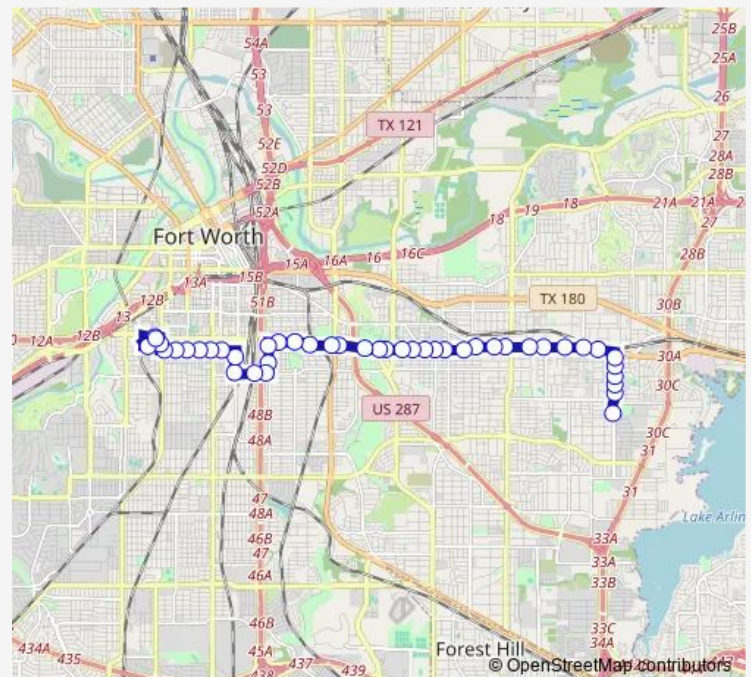 54A
25B
53
25A
26
53
TX 121
27
52E
28A
52D
28B
52B
21A
21A
18
19
18
52A
27
Fort Worth
16C
16
16A
28B
15A
15B
13A
TX 180
12B
51B
30B
13
12B
12A
30A
30C
US 287
48B
48A
30C
31
31
47
48A
Lake Arlin
46B
33A
47
33A
46A
33B
33C
46B
34A
434A
435
Forest Hill
437
439
438
© OpenStreetMap contributors